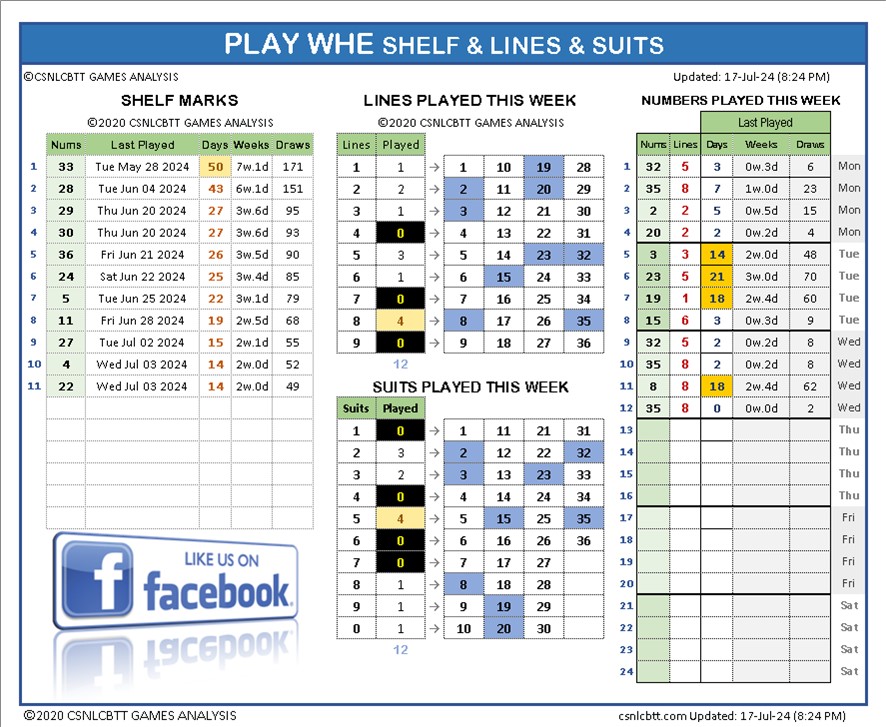 PLAY WHE SHELF & LINES & SUITS
©CSNLCBTT GAMES ANALYSIS
Updated: 17-Jul-24 (8:24 PM)
SHELF MARKS
©2020 CSNLCBTT GAMES ANALYSIS
Nums Last Played Days Weeks Draws
1 33 Tue May 28 2024 50 7w.1d 171
2 28 Tue Jun 04 2024 43 6w.1d 151
3 29 Thu Jun 20 2024 27 3w.6d 95
4 30 Thu Jun 20 2024 27 3w.6d 93
5 36 Fri Jun 21 2024 26 3w.5d 90
6 24 Sat Jun 22 2024 25 3w.4d 85
7 5 Tue Jun 25 2024 22 3w.1d 79
8 11 Fri Jun 28 2024 19 2w.5d 68
9 27 Tue Jul 02 2024 15 2w.1d 55
10 4 Wed Jul 03 2024 14 2w.0d 52
11 22 Wed Jul 03 2024 14 2w.0d 49
LIKE US ON
facebook.
LINES PLAYED THIS WEEK
©2020 CSNLCBTT GAMES ANALYSIS
Lines Played
1 1 → 1 10 19 28
2 2 → 2 11 20 29
3 1 → 3 12 21 30
4 0 → 4 13 22 31
5 3 → 5 14 23 32
6 1 → 6 15 24 33
7 0 → 7 16 25 34
8 4 → 8 17 26 35
9 0 → 9 18 27 36
12
SUITS PLAYED THIS WEEK
Suits Played
1 0 → 1 11 21 31
2 3 → 2 12 22 32
3 2 → 3 13 23 33
4 0 → 4 14 24 34
5 4 → 5 15 25 35
6 0 → 6 16 26 36
7 0 → 7 17 27
8 1 → 8 18 28
9 1 → 9 19 29
0 1 → 10 20 30
12
NUMBERS PLAYED THIS WEEK
Last Played
Nums Lines Days Weeks Draws
1 32 5 3 0w.3d 6 Mon
2 35 8 7 1w.0d 23 Mon
3 2 2 5 0w.5d 15 Mon
4 20 2 2 0w.2d 4 Mon
5 3 3 14 2w.0d 48 Tue
6 23 5 21 3w.0d 70 Tue
7 19 1 18 2w.4d 60 Tue
8 15 6 3 0w.3d 9 Tue
9 32 5 2 0w.2d 8 Wed
10 35 8 2 0w.2d 8 Wed
11 8 8 18 2w.4d 62 Wed
12 35 8 0 0w.0d 2 Wed
13 Thu
14 Thu
15 Thu
16 Thu
17 Fri
18 Fri
19 Fri
20 Fri
21 Sat
22 Sat
23 Sat
24 Sat
©2020 CSNLCBTT GAMES ANALYSIS
csnlcbtt.com Updated: 17-Jul-24 (8:24 PM)